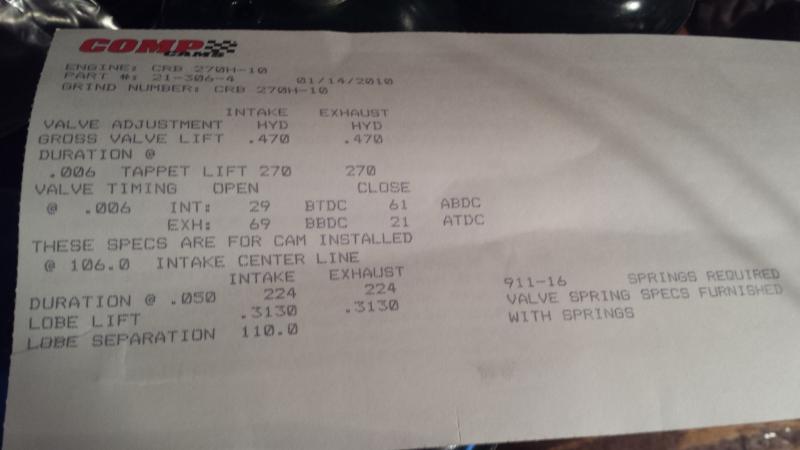 COMP
CAMS
ENGINE: CRB 270H-10
PART #: 21-306-4 01/14/2010
GRIND NUMBER: CRB 270H-10
INTAKE EXHAUST
VALVE ADJUSTMENT HYD HYD
GROSS VALVE LIFT .470 .470
DURATION @
.006 TAPPET LIFT 270 270
VALVE TIMING OPEN CLOSE
@ .006 INT: 29 BTDC 61 ABDC
EXH: 69 BBDC 21 ATDC
THESE SPECS ARE FOR CAM INSTALLED
@ 106.0 INTAKE CENTER LINE
INTAKE EXHAUST
DURATION @ .050 224 224
LOBE LIFT .3130 .3130
LOBE SEPARATION 110.0
911-16 SPRINGS REQUIRED
VALVE SPRING SPECS FURNISHED
WITH SPRINGS